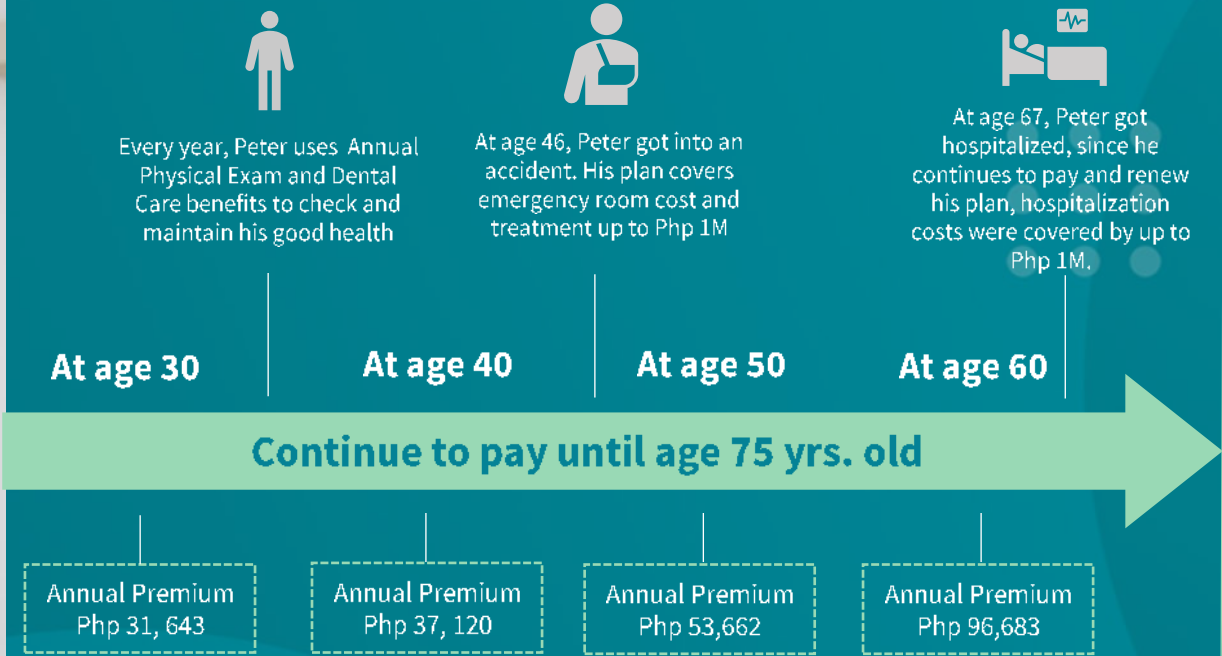 Every year, Peter uses Annual
Physical Exam and Dental
Care benefits to check and
maintain his good health
At age 46, Peter got into an
accident. His plan covers
emergency room cost and
treatment up to Php 1M
At age 67, Peter got
hospitalized, since he
continues to pay and renew
his plan, hospitalization
costs were covered by up to
Php 1M.
At age 30
At age 40
At age 50
At age 60
Continue to pay until age 75 yrs. old
Annual Premium
Php 31, 643
Annual Premium
Php 37, 120
Annual Premium
Php 53,662
Annual Premium
Php 96,683